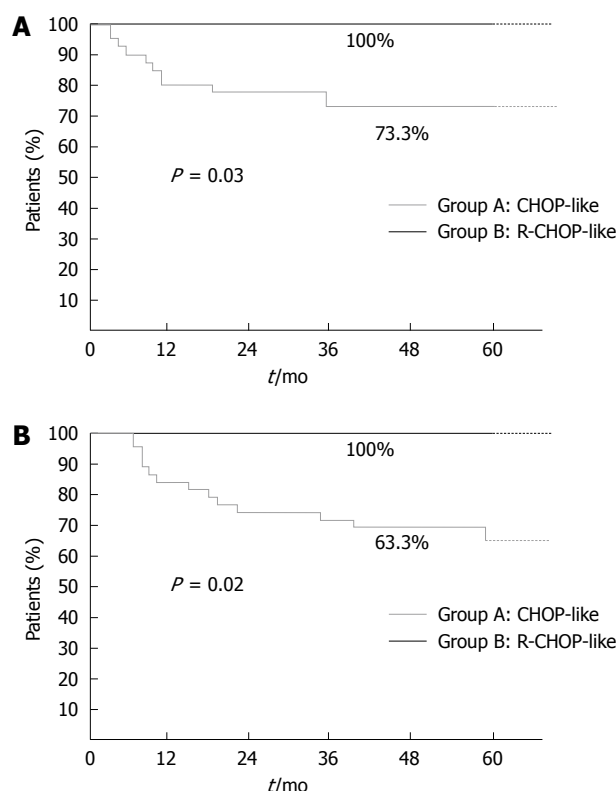 A
100
90
80
70
60
50
40
30
20
10
Patients (%)
100%
73.3%
P = 0.03
Group A: CHOP-like
Group B: R-CHOP-like
0 12 24 36 48 60
t/mo
B
100
90
80
70
60
50
40
30
20
10
Patients (%)
100%
63.3%
P = 0.02
Group A: CHOP-like
Group B: R-CHOP-like
0 12 24 36 48 60
t/mo